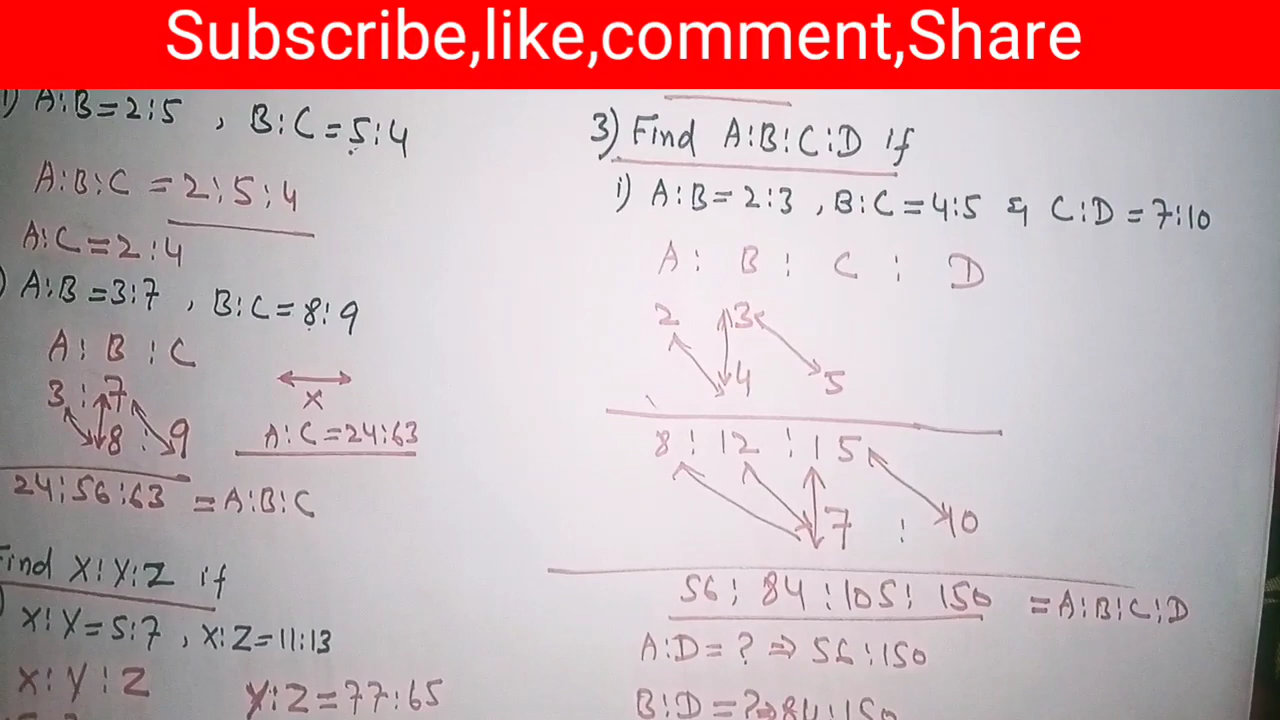 Subscribe,like,comment,Share
i) A:B=2:5 , B:C=5:4
A:B:C =2:5:4
A:C=2:4
) A:B=3:7 , B:C=8:9
A : B : C
3 : 7
8 : 9
x
A:C=24:63
24:56:63 =A:B:C
Find X:Y:Z if
) X:Y=5:7 , X:Z=11:13
X:Y:Z
Y:Z=77:65
3) Find A:B:C:D if
i) A:B=2:3 , B:C=4:5 & C:D=7:10
A : B : C : D
2 3
4 5
8 : 12 : 15
7 : 10
56 : 84 : 105 : 150 =A:B:C:D
A:D=? ⇒ 56:150
B:D=?⇒84:150